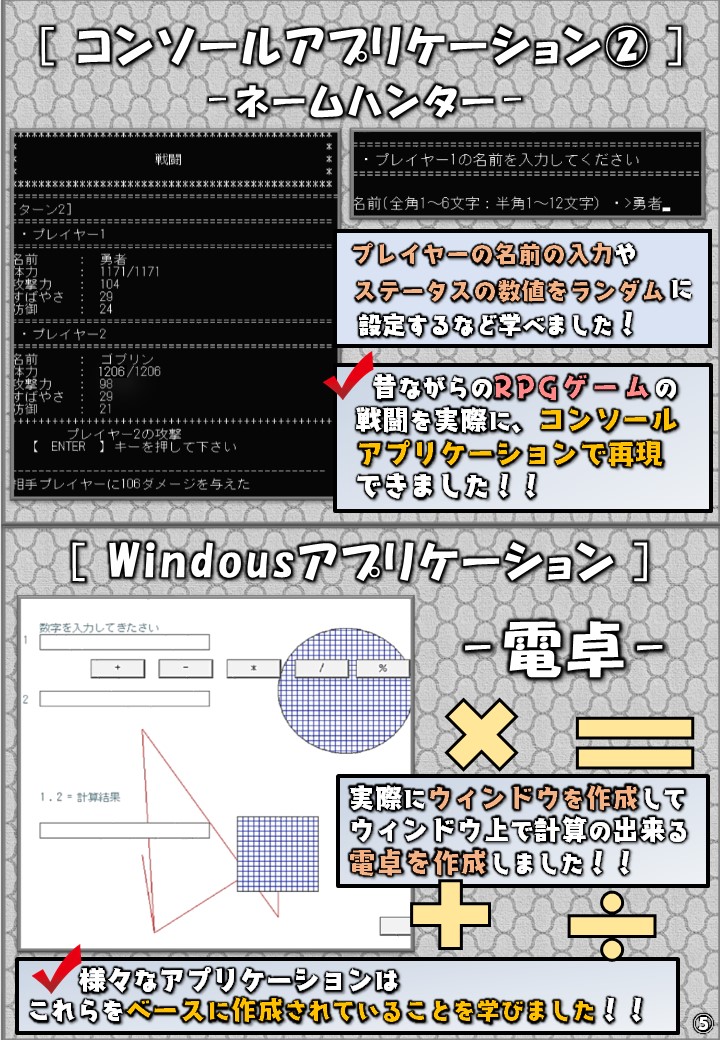 [ コンソールアプリケーション② ]
-ネームハンター-
戦闘
[ターン2]
・プレイヤー1
名前 : 勇者
体力 : 1171/1171
攻撃力 : 104
すばやさ : 29
防御 : 24
・プレイヤー2
名前 : ゴブリン
体力 : 1206/1206
攻撃力 : 98
すばやさ : 29
防御 : 21
プレイヤー2の攻撃
【 ENTER 】キーを押して下さい
相手プレイヤーに106ダメージを与えた
・プレイヤー1の名前を入力してください
名前(全角1～6文字：半角1～12文字) ・>勇者_
プレイヤーの名前の入力や
ステータスの数値をランダムに
設定するなど学べました！
昔ながらのRPGゲームの
戦闘を実際に、コンソール
アプリケーションで再現
できました！！
[ Windousアプリケーション ]
-電卓-
数字を入力してきたさい
1
+ - * / %
2
1.2 = 計算結果
× =
実際にウィンドウを作成して
ウィンドウ上で計算の出来る
電卓を作成しました！！
+ ÷
様々なアプリケーションは
これらをベースに作成されていることを学びました！！
⑤